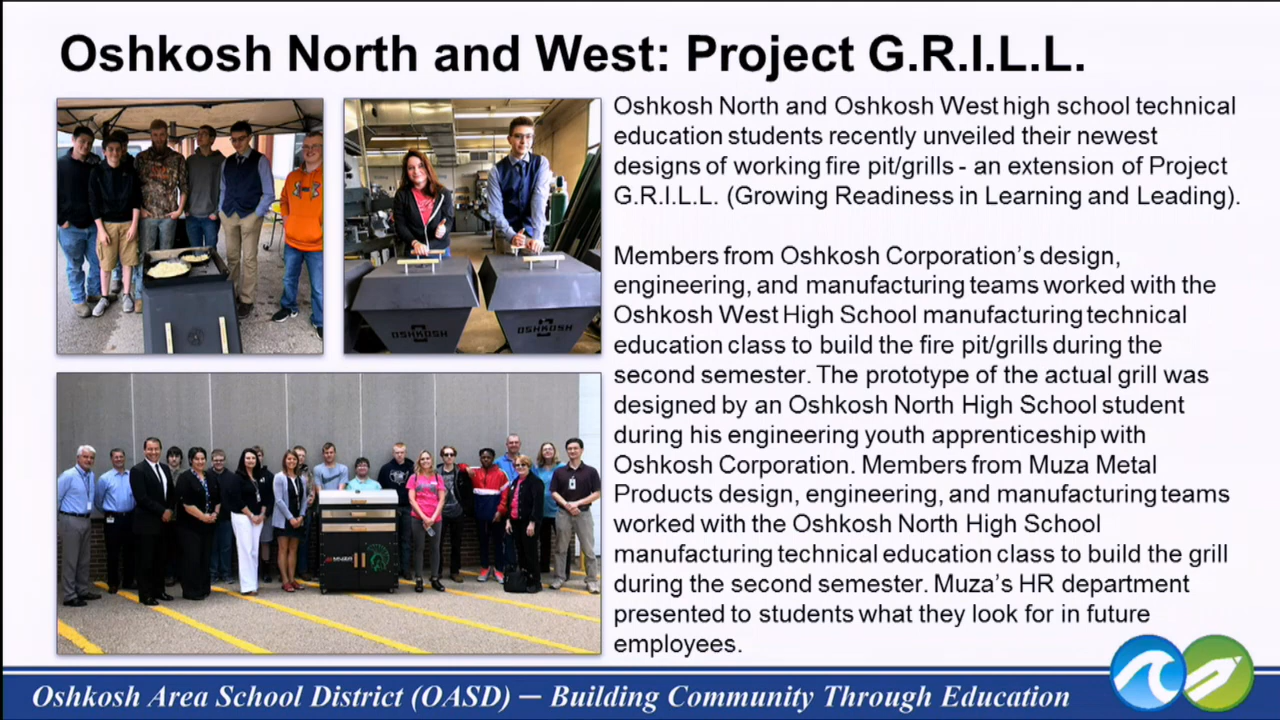 Oshkosh North and West: Project G.R.I.L.L.
Oshkosh North and Oshkosh West high school technical
education students recently unveiled their newest
designs of working fire pit/grills - an extension of Project
G.R.I.L.L. (Growing Readiness in Learning and Leading).
Members from Oshkosh Corporation's design,
engineering, and manufacturing teams worked with the
Oshkosh West High School manufacturing technical
education class to build the fire pit/grills during the
second semester. The prototype of the actual grill was
designed by an Oshkosh North High School student
during his engineering youth apprenticeship with
Oshkosh Corporation. Members from Muza Metal
Products design, engineering, and manufacturing teams
worked with the Oshkosh North High School
manufacturing technical education class to build the grill
during the second semester. Muza's HR department
presented to students what they look for in future
employees.
OSHKOSH
OSHKOSH
Oshkosh Area School District (OASD) — Building Community Through Education